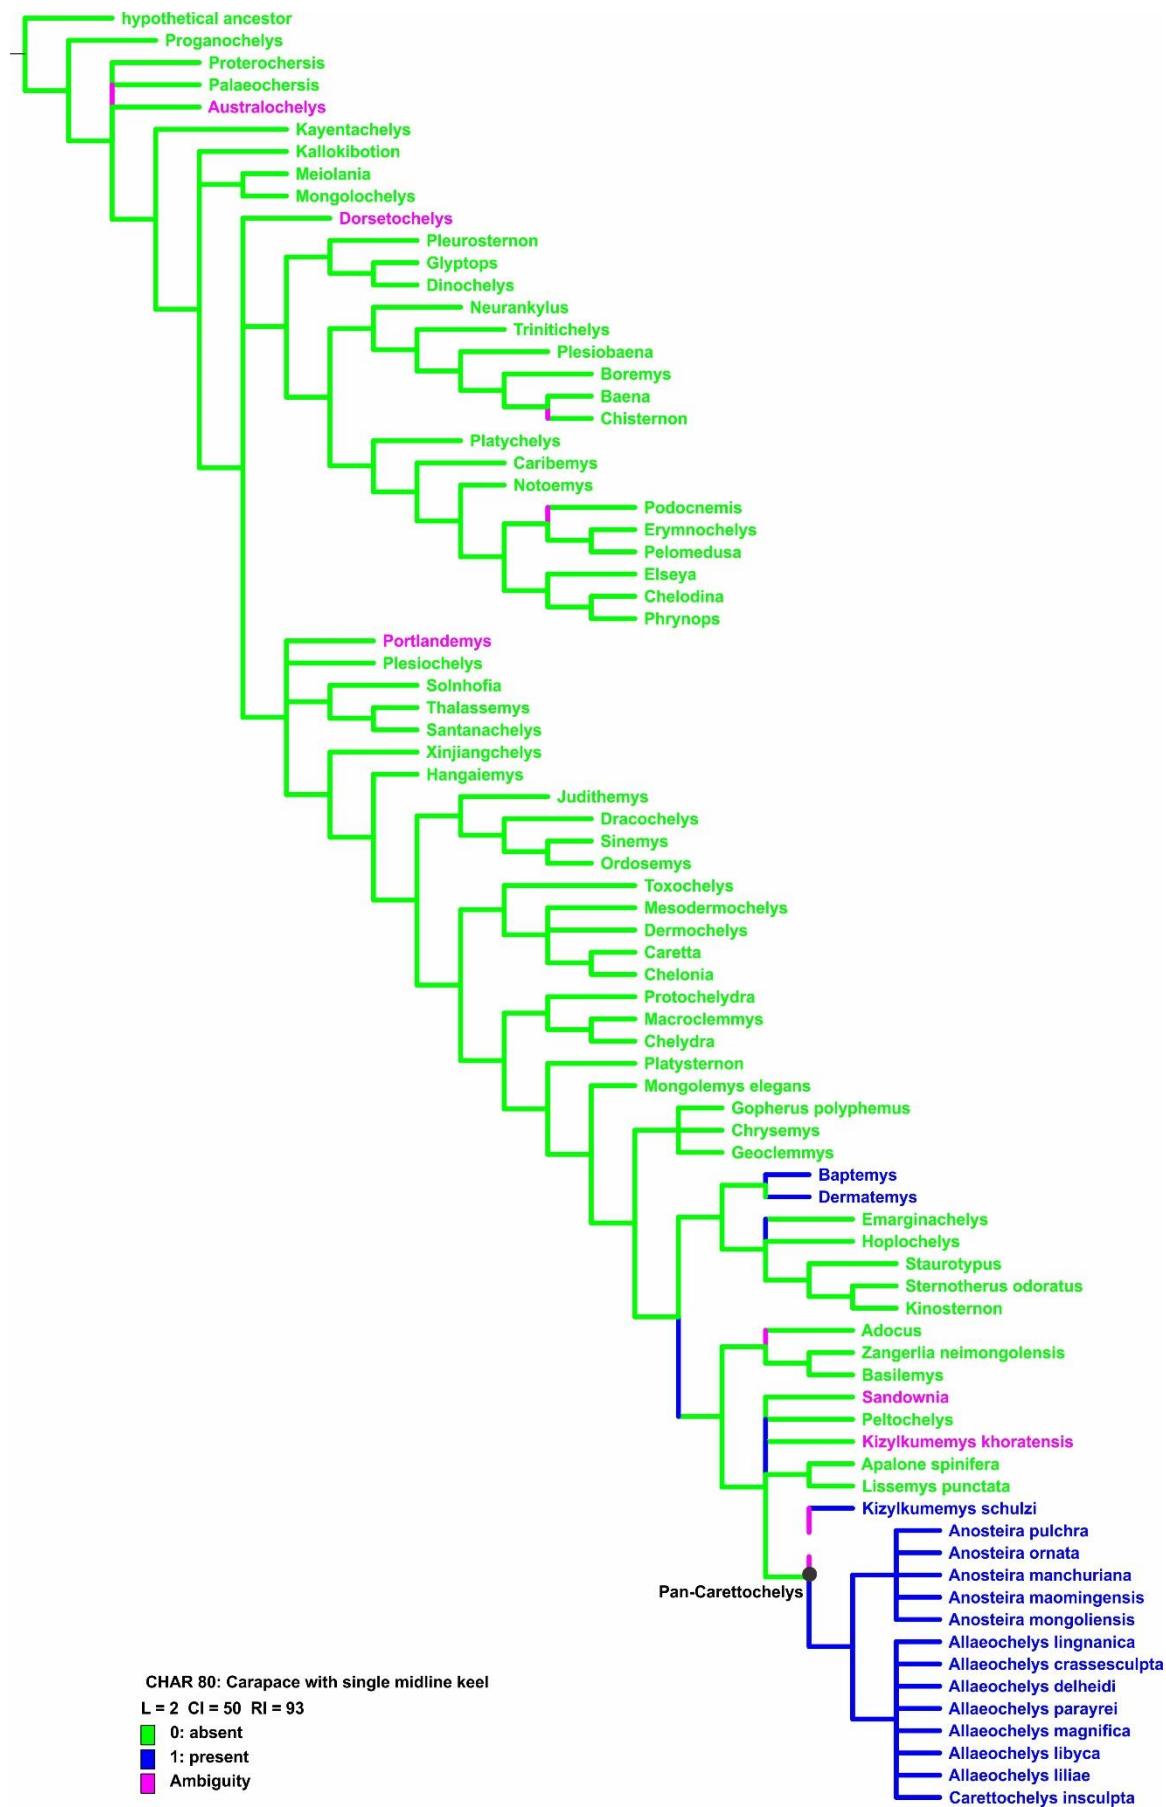 hypothetical ancestor
Proganochelys
Proterochersis
Palaeochersis
Australochelys
Kayentachelys
Kallokibotion
Meiolania
Mongolochelys
Dorsetochelys
Pleurosternon
Glyptops
Dinochelys
Neurankylus
Trinitichelys
Plesiobaena
Boremys
Baena
Chisternon
Platychelys
Caribemys
Notoemys
Podocnemis
Erymnochelys
Pelomedusa
Elseya
Chelodina
Phrynops
Portlandemys
Plesiochelys
Solnhofia
Thalassemys
Santanachelys
Xinjiangchelys
Hangaiemys
Judithemys
Dracochelys
Sinemys
Ordosemys
Toxochelys
Mesodermochelys
Dermochelys
Caretta
Chelonia
Protochelydra
Macroclemmys
Chelydra
Platysternon
Mongolemys elegans
Gopherus polyphemus
Chrysemys
Geoclemmys
Baptemys
Dermatemys
Emarginachelys
Hoplochelys
Staurotypus
Sternotherus odoratus
Kinosternon
Adocus
Zangerlia neimongolensis
Basilemys
Sandownia
Peltochelys
Kizylkumemys khoratensis
Apalone spinifera
Lissemys punctata
Kizylkumemys schulzi
Anosteira pulchra
Anosteira ornata
Anosteira manchuriana
Pan-Carettochelys
Anosteira maomingensis
Anosteira mongoliensis
Allaeochelys lingnanica
Allaeochelys crassesculpta
Allaeochelys delheidi
Allaeochelys parayrei
Allaeochelys magnifica
Allaeochelys libyca
Allaeochelys liliae
Carettochelys insculpta
CHAR 80: Carapace with single midline keel
L = 2 CI = 50 RI = 93
0: absent
1: present
Ambiguity